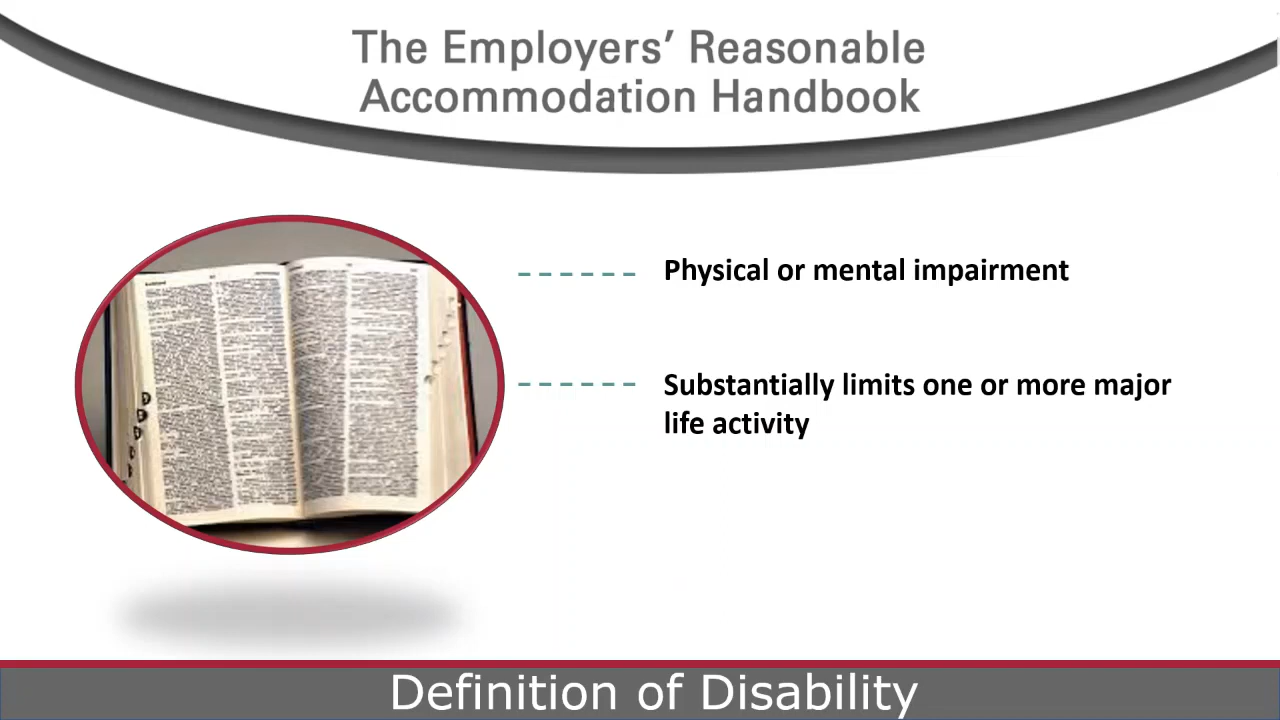 The Employers’ Reasonable
Accommodation Handbook
Physical or mental impairment
Substantially limits one or more major
life activity
Definition of Disability